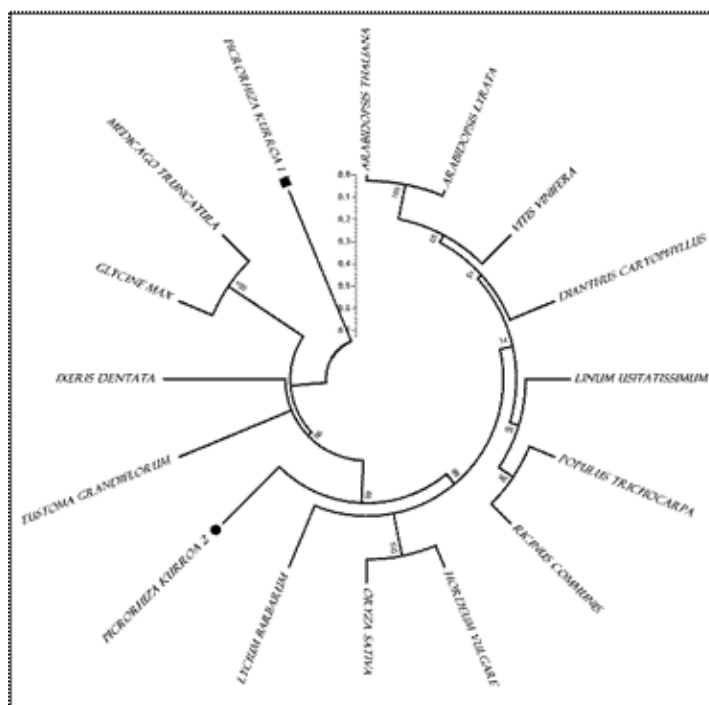 ARABIDOPSIS THALIANA
ARABIDOPSIS LYRATA
VITIS VINIFERA
DIANTHUS CARYOPHYLLUS
LINUM USITATISSIMUM
POPULUS TRICHOCARPA
RICINUS COMMUNIS
HORDEUM VULGARE
ORYZA SATIVA
LYCIUM BARBARUM
PICRORHIZA KURROA 2
EUSTOMA GRANDIFLORUM
IXERIS DENTATA
GLYCINE MAX
MEDICAGO TRUNCATULA
PICRORHIZA KURROA 1
0.0
0.1
0.2
0.3
0.4
0.5
0.6